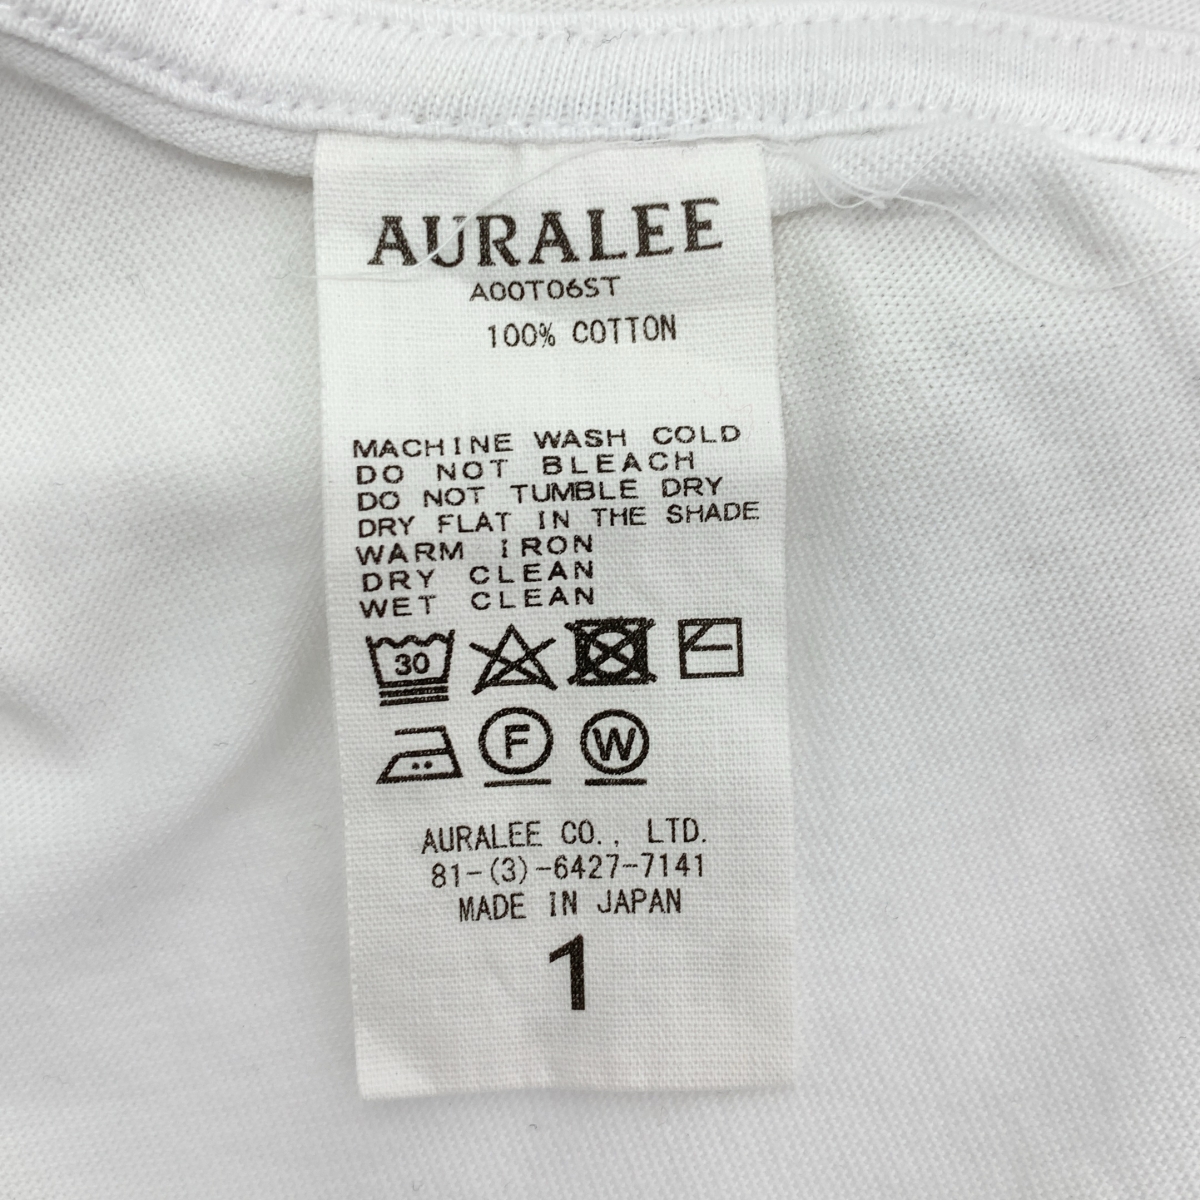 AURALEE
A00T06ST
100% COTTON
MACHINE WASH COLD
DO NOT BLEACH
DO NOT TUMBLE DRY
DRY FLAT IN THE SHADE
WARM IRON
DRY CLEAN
WET CLEAN
30
F W
AURALEE CO., LTD.
81-(3)-6427-7141
MADE IN JAPAN
1